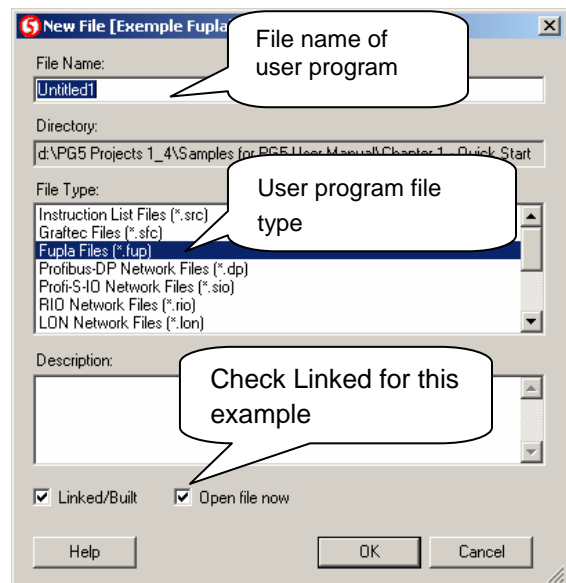 New File [Exemple Fupla
File name of
user program
File Name:
Untitled1
Directory:
d:\PG5 Projects 1_4\Samples for PG5 User Manual\Chapter 1 - Quick Start
File Type:
User program file
type
Instruction List Files (*.src)
Graftec Files (*.sfc)
Fupla Files (*.fup)
Profibus-DP Network Files (*.dp)
Profi-S-IO Network Files (*.sio)
RIO Network Files (*.rio)
LON Network Files (*.lon)
Description:
Check Linked for this
example
Linked/Built
Open file now
Help
OK
Cancel